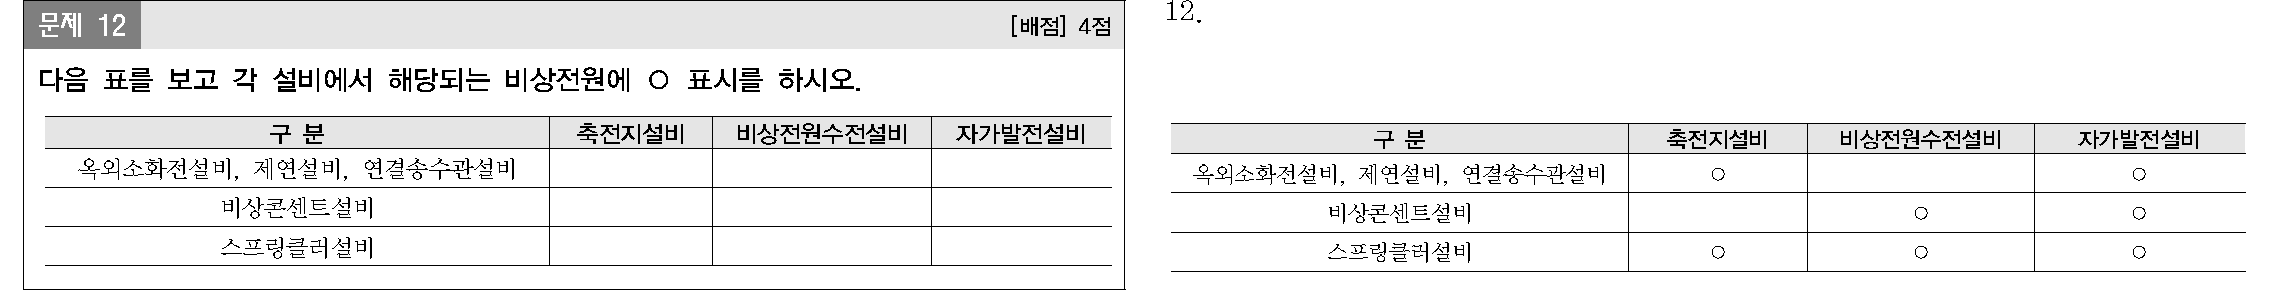 문제 12
[배점] 4점
다음 표를 보고 각 설비에서 해당되는 비상전원에 ○ 표시를 하시오.
구 분 축전지설비 비상전원수전설비 자가발전설비
옥외소화전설비, 제연설비, 연결송수관설비
비상콘센트설비
스프링클러설비
12.
구 분 축전지설비 비상전원수전설비 자가발전설비
옥외소화전설비, 제연설비, 연결송수관설비 ○ ○
비상콘센트설비 ○ ○
스프링클러설비 ○ ○ ○